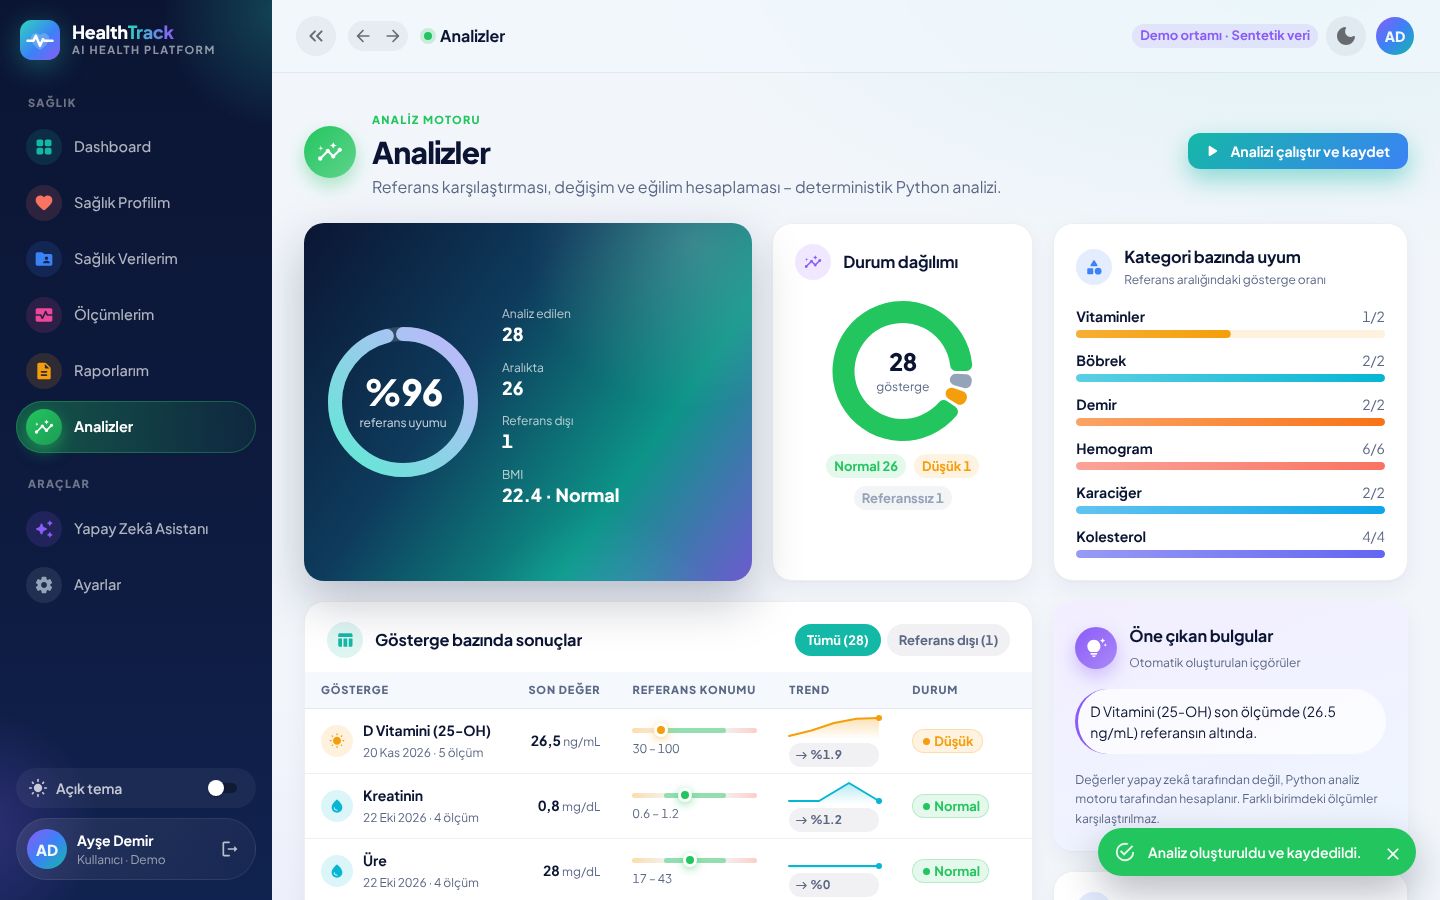 HealthTrack
AI HEALTH PLATFORM
SAĞLIK
Dashboard
Sağlık Profilim
Sağlık Verilerim
Ölçümlerim
Raporlarım
Analizler
ARAÇLAR
Yapay Zekâ Asistanı
Ayarlar
Açık tema
AD
Ayşe Demir
Kullanıcı · Demo
Analizler
Demo ortamı · Sentetik veri
AD
ANALİZ MOTORU
Analizler
Referans karşılaştırması, değişim ve eğilim hesaplaması – deterministik Python analizi.
Analizi çalıştır ve kaydet
%96
referans uyumu
Analiz edilen
28
Aralıkta
26
Referans dışı
1
BMI
22.4 · Normal
Durum dağılımı
28
gösterge
Normal 26
Düşük 1
Referanssız 1
Kategori bazında uyum
Referans aralığındaki gösterge oranı
Vitaminler 1/2
Böbrek 2/2
Demir 2/2
Hemogram 6/6
Karaciğer 2/2
Kolesterol 4/4
Gösterge bazında sonuçlar
Tümü (28)
Referans dışı (1)
GÖSTERGE SON DEĞER REFERANS KONUMU TREND DURUM
D Vitamini (25-OH)
20 Kas 2026 · 5 ölçüm
26,5 ng/mL
30 – 100
→ %1.9
Düşük
Kreatinin
22 Eki 2026 · 4 ölçüm
0,8 mg/dL
0.6 – 1.2
→ %1.2
Normal
Üre
22 Eki 2026 · 4 ölçüm
28 mg/dL
17 – 43
→ %0
Normal
Öne çıkan bulgular
Otomatik oluşturulan içgörüler
D Vitamini (25-OH) son ölçümde (26.5
ng/mL) referansın altında.
Değerler yapay zekâ tarafından değil, Python analiz
motoru tarafından hesaplanır. Farklı birimdeki ölçümler
karşılaştırılmaz.
Analiz oluşturuldu ve kaydedildi.